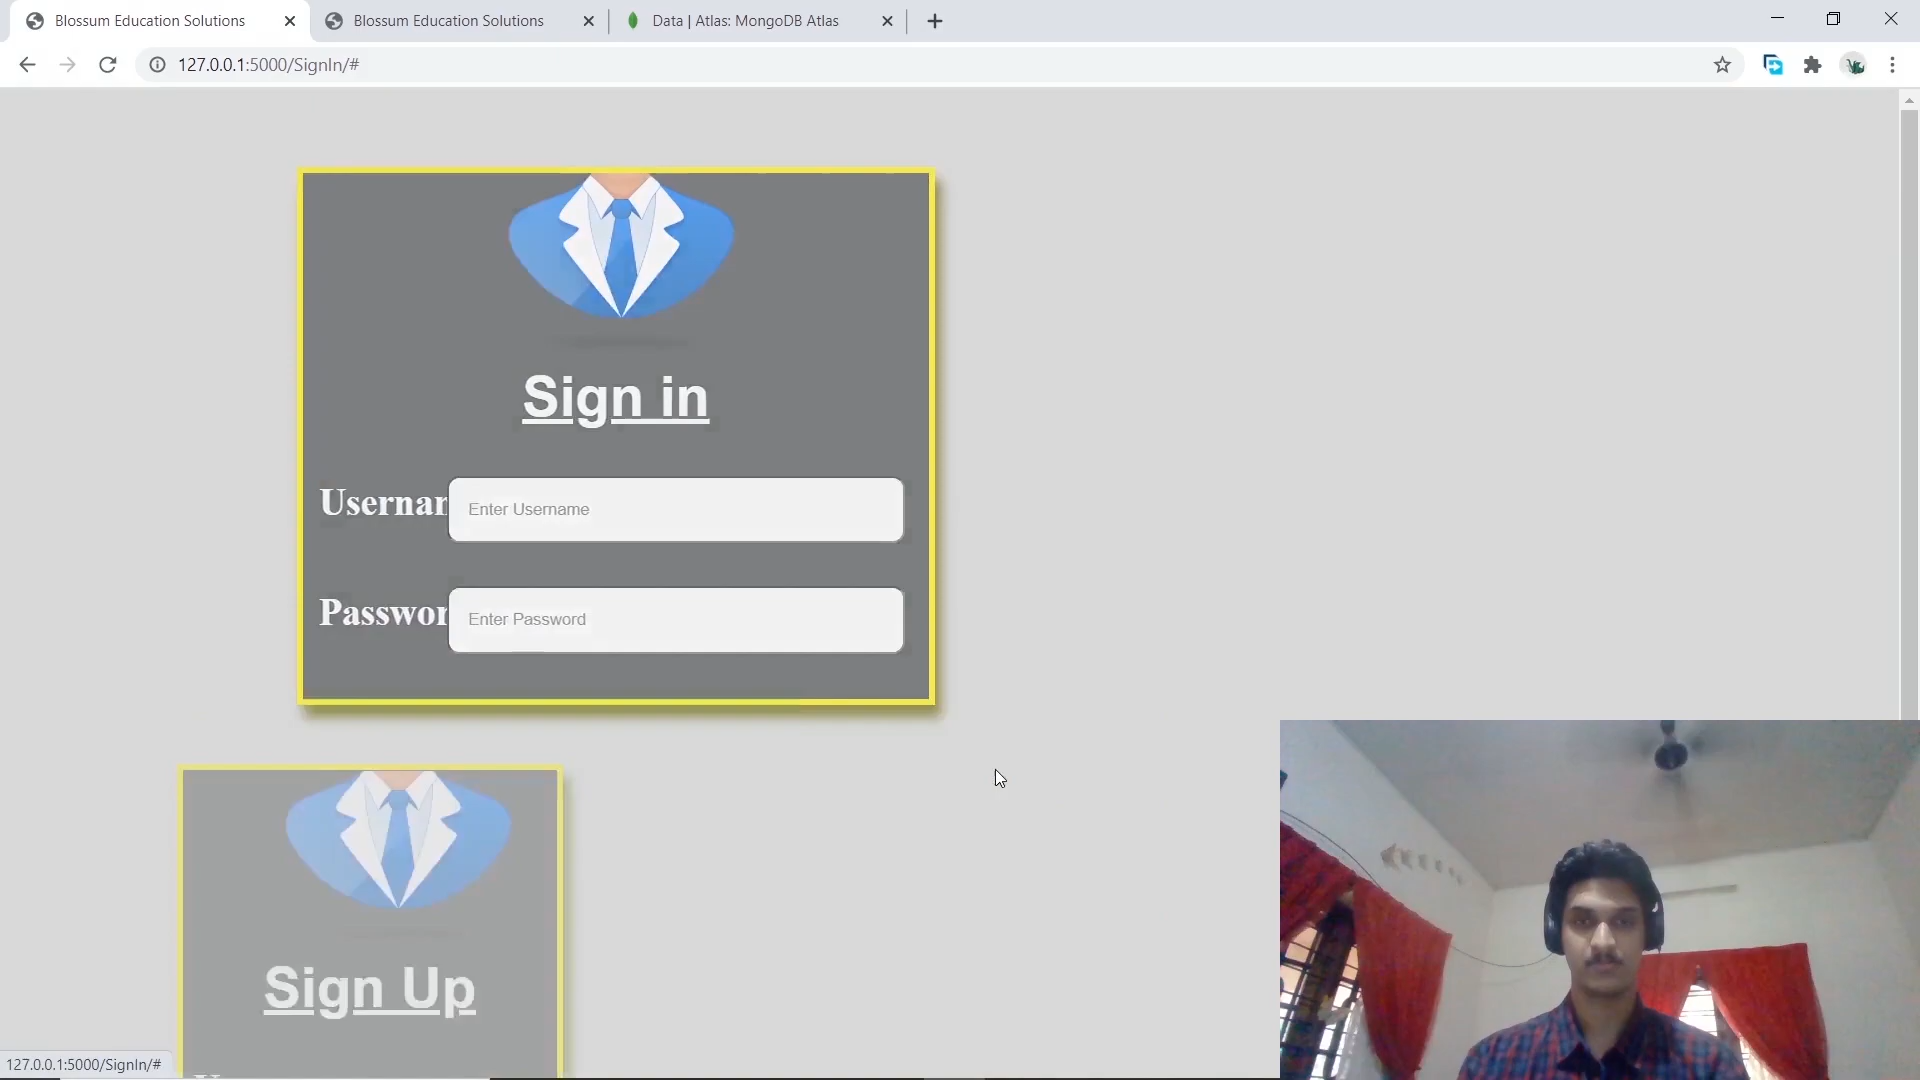 Blossum Education Solutions
Blossum Education Solutions
Data | Atlas: MongoDB Atlas
127.0.0.1:5000/SignIn/#
Sign in
Usernam
Enter Username
Passwor
Enter Password
Sign Up
127.0.0.1:5000/SignIn/#